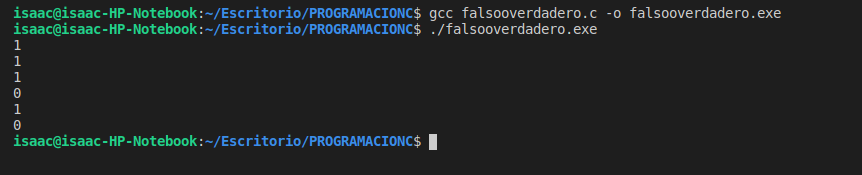 isaac@isaac-HP-Notebook:~/Escritorio/PROGRAMACIONC$ gcc falsooverdadero.c -o falsooverdadero.exe
isaac@isaac-HP-Notebook:~/Escritorio/PROGRAMACIONC$ ./falsooverdadero.exe
1
1
1
0
1
0
isaac@isaac-HP-Notebook:~/Escritorio/PROGRAMACIONC$